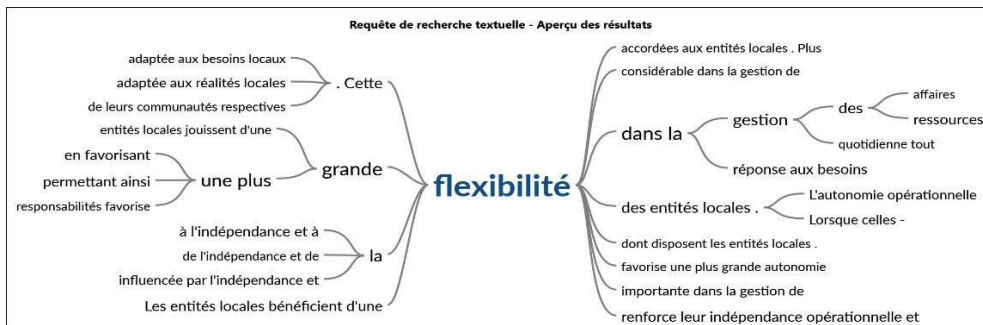 Requête de recherche textuelle - Aperçu des résultats
adaptée aux besoins locaux
adaptée aux réalités locales
de leurs communautés respectives
. Cette
entités locales jouissent d'une
en favorisant
permettant ainsi
responsabilités favorise
une plus
grande
à l'indépendance et à
de l'indépendance et de
influencée par l'indépendance et
la
Les entités locales bénéficient d'une
flexibilité
accordées aux entités locales . Plus
considérable dans la gestion de
dans la
gestion
des
affaires
ressources
quotidienne tout
réponse aux besoins
des entités locales .
L'autonomie opérationnelle
Lorsque celles -
dont disposent les entités locales .
favorise une plus grande autonomie
importante dans la gestion de
renforce leur indépendance opérationnelle et